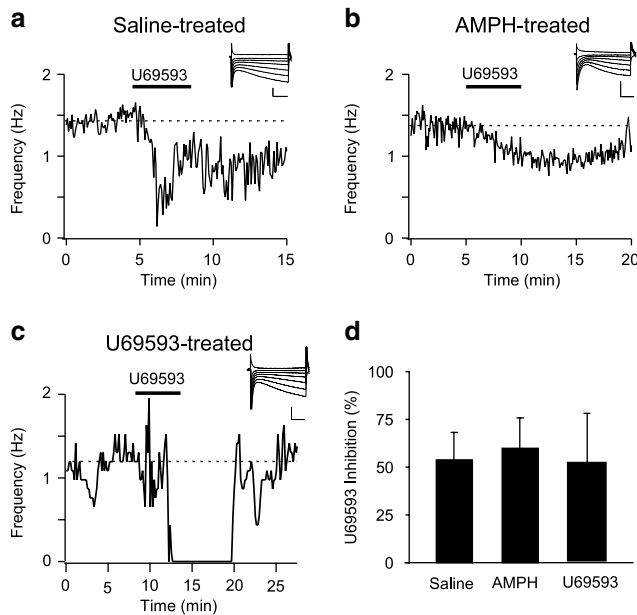 a
Saline-treated
U69593
2
1
0
Frequency (Hz)
0 5 10 15
Time (min)
b
AMPH-treated
U69593
2
1
0
Frequency (Hz)
0 5 10 15 20
Time (min)
c
U69593-treated
U69593
2
1
0
Frequency (Hz)
0 5 10 15 20 25
Time (min)
d
100
75
50
25
0
U69593 Inhibition (%)
Saline AMPH U69593